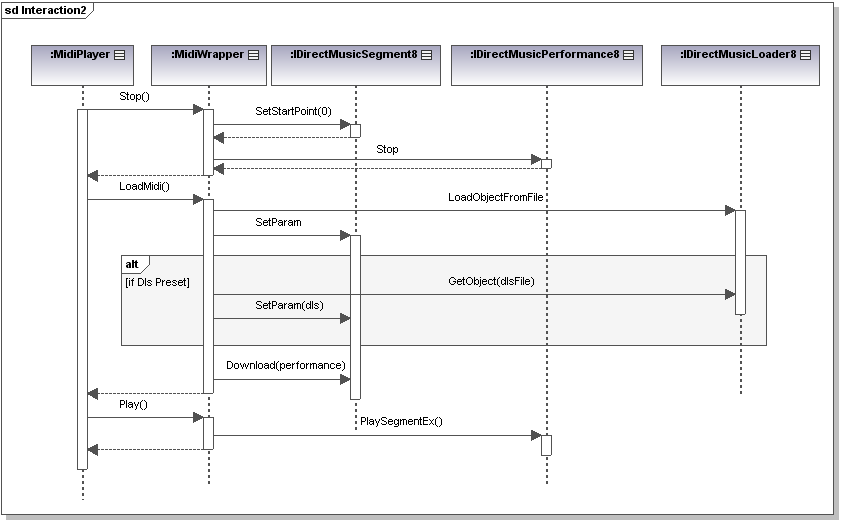 sd Interaction2
:MidiPlayer
:MidiWrapper
:IDirectMusicSegment8
:IDirectMusicPerformance8
:IDirectMusicLoader8
Stop()
SetStartPoint(0)
Stop
LoadMidi()
LoadObjectFromFile
SetParam
alt
[if Dls Preset]
GetObject(dlsFile)
SetParam(dls)
Download(performance)
Play()
PlaySegmentEx()